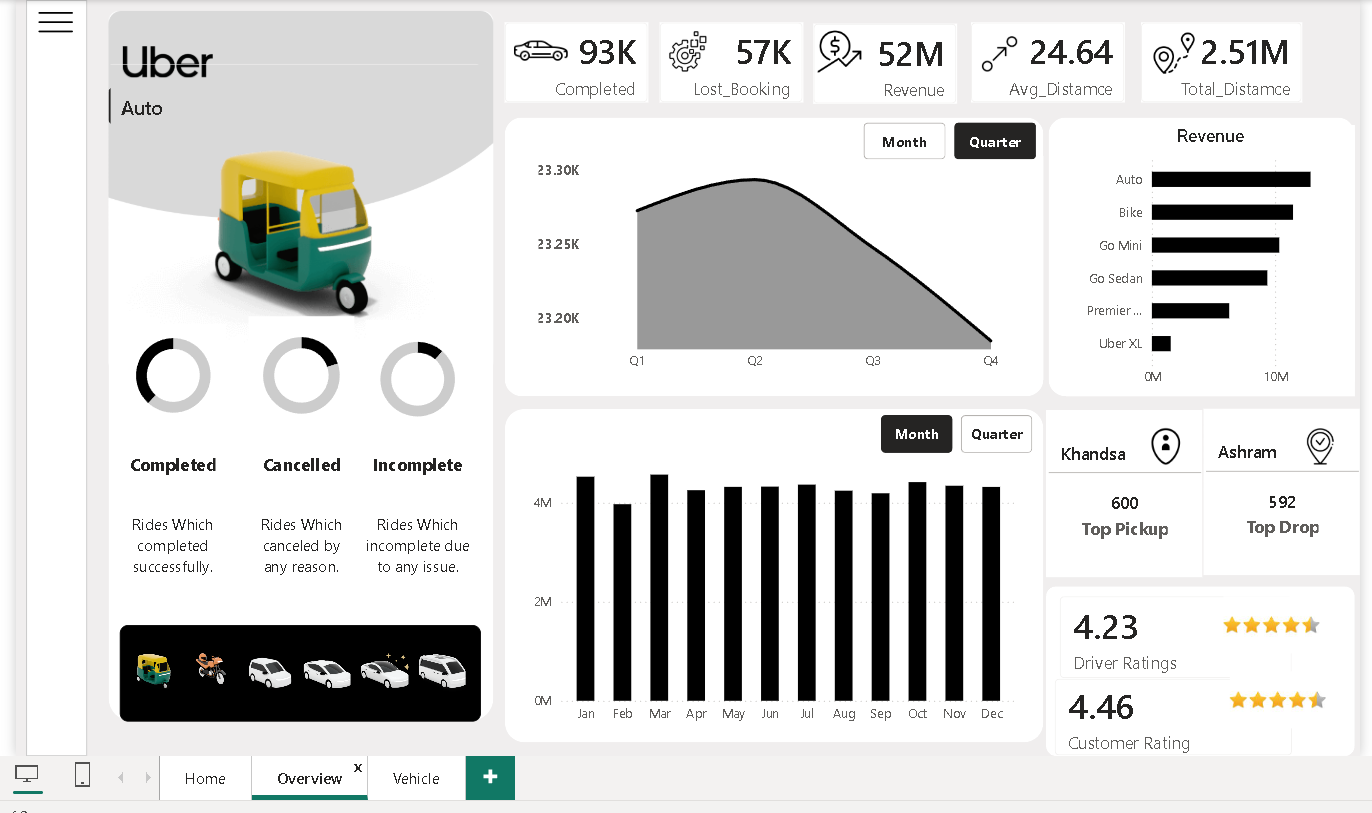 Uber
Auto
93K
Completed
57K
Lost_Booking
52M
Revenue
24.64
Avg_Distamce
2.51M
Total_Distamce
Month
Quarter
23.30K
23.25K
23.20K
Q1 Q2 Q3 Q4
Revenue
Auto
Bike
Go Mini
Go Sedan
Premier ...
Uber XL
0M 10M
Completed
Rides Which
completed
successfully.
Cancelled
Rides Which
canceled by
any reason.
Incomplete
Rides Which
incomplete due
to any issue.
Month
Quarter
4M
2M
0M
Jan Feb Mar Apr May Jun Jul Aug Sep Oct Nov Dec
Khandsa
600
Top Pickup
Ashram
592
Top Drop
4.23
Driver Ratings
4.46
Customer Rating
Home
Overview x
Vehicle
+